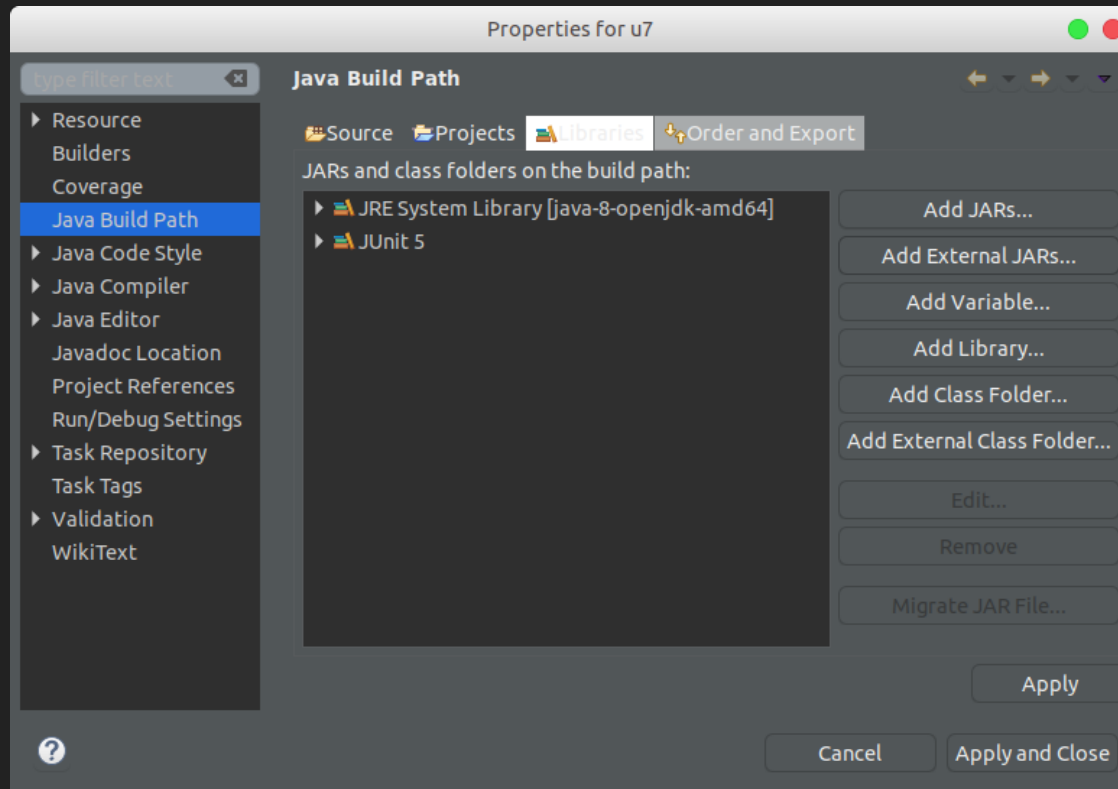 Properties for u7
type filter text
Java Build Path
Resource
Builders
Coverage
Java Build Path
Java Code Style
Java Compiler
Java Editor
Javadoc Location
Project References
Run/Debug Settings
Task Repository
Task Tags
Validation
WikiText
Source Projects Libraries Order and Export
JARs and class folders on the build path:
JRE System Library [java-8-openjdk-amd64]
JUnit 5
Add JARs...
Add External JARs...
Add Variable...
Add Library...
Add Class Folder...
Add External Class Folder...
Edit...
Remove
Migrate JAR File...
Apply
?
Cancel Apply and Close